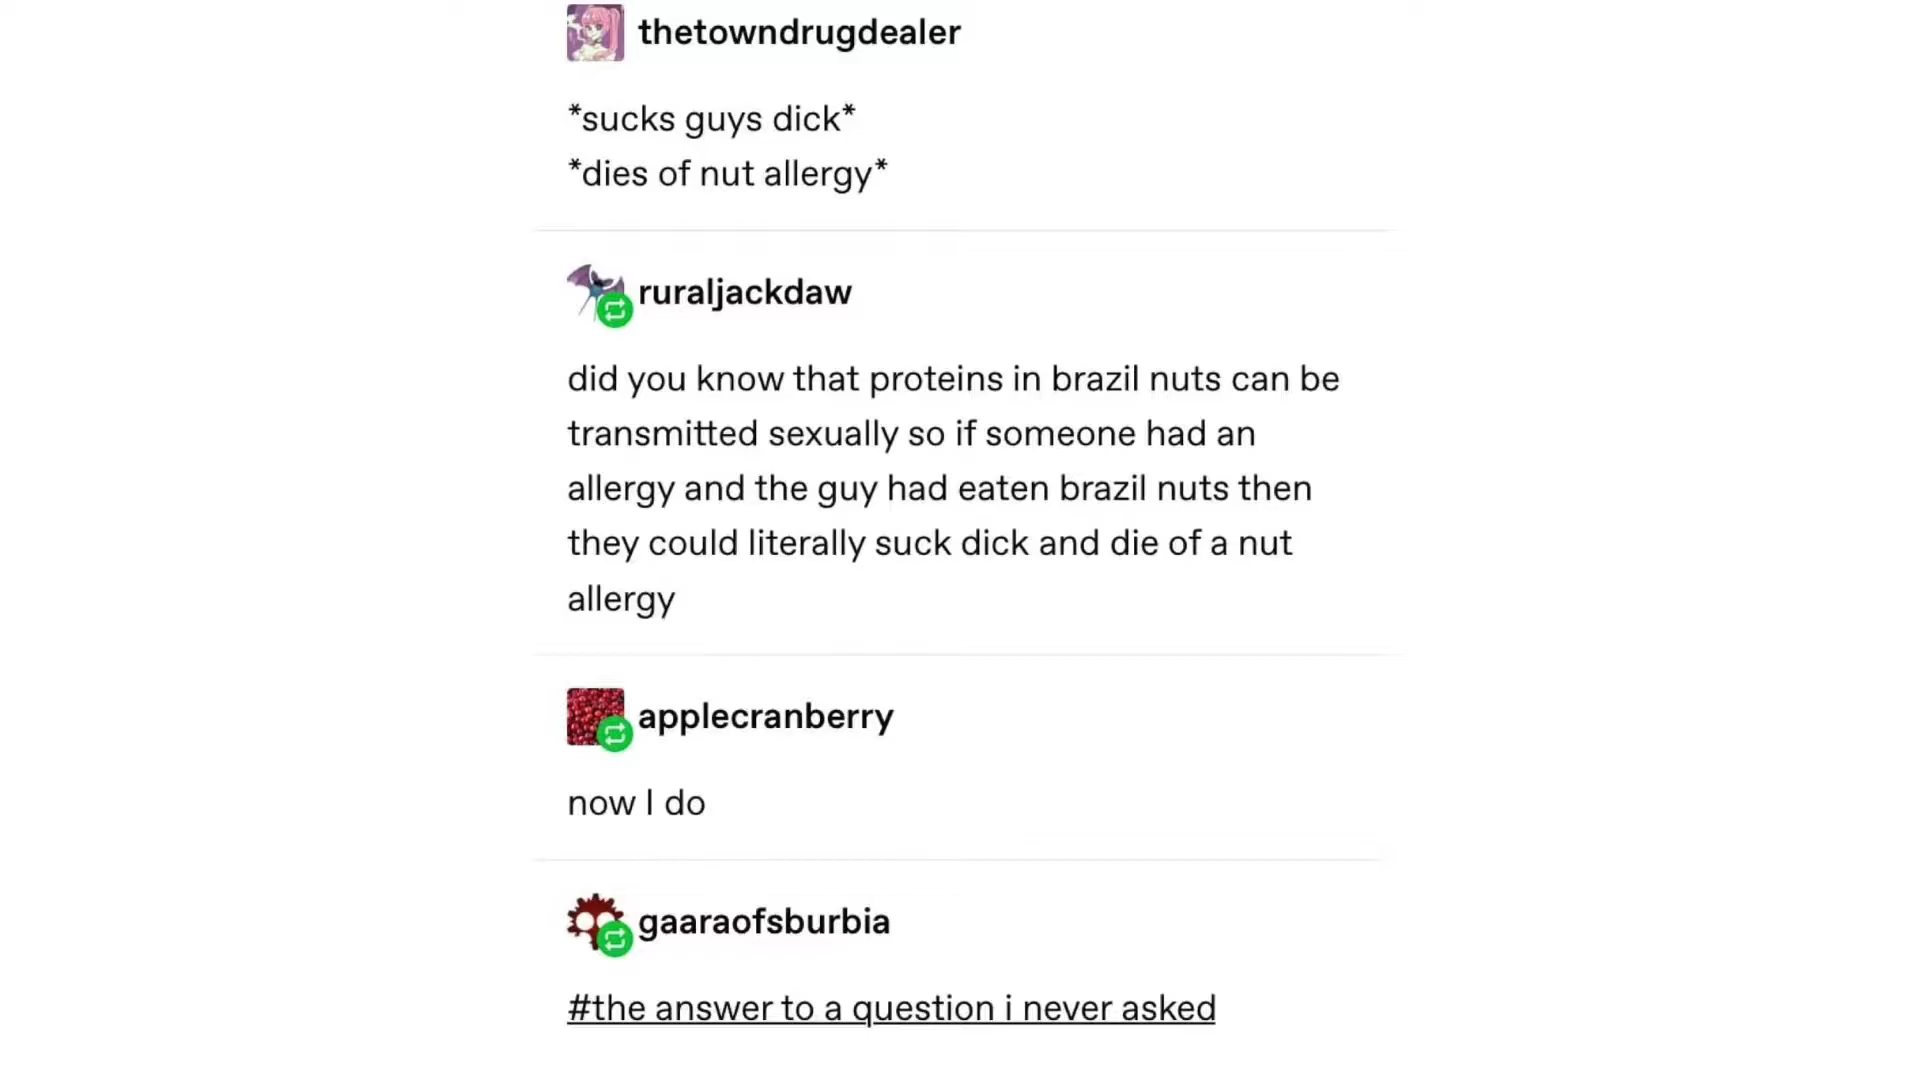 thetowndrugdealer
*sucks guys dick*
*dies of nut allergy*
ruraljackdaw
did you know that proteins in brazil nuts can be
transmitted sexually so if someone had an
allergy and the guy had eaten brazil nuts then
they could literally suck dick and die of a nut
allergy
applecranberry
now I do
gaaraofsburbia
#the answer to a question i never asked